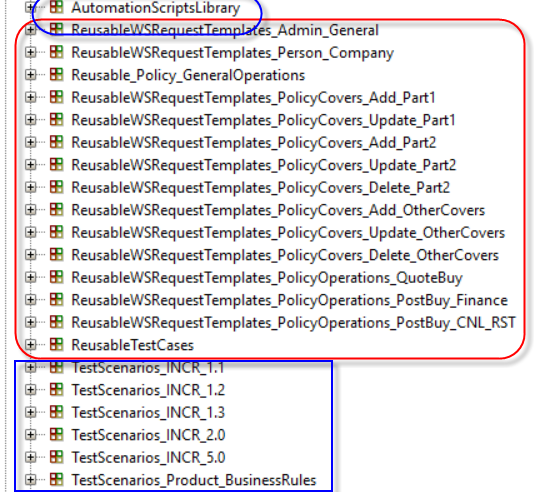 AutomationScriptsLibrary
ReusableWSRequestTemplates_Admin_General
ReusableWSRequestTemplates_Person_Company
Reusable_Policy_GeneralOperations
ReusableWSRequestTemplates_PolicyCovers_Add_Part1
ReusableWSRequestTemplates_PolicyCovers_Update_Part1
ReusableWSRequestTemplates_PolicyCovers_Add_Part2
ReusableWSRequestTemplates_PolicyCovers_Update_Part2
ReusableWSRequestTemplates_PolicyCovers_Delete_Part2
ReusableWSRequestTemplates_PolicyCovers_Add_OtherCovers
ReusableWSRequestTemplates_PolicyCovers_Update_OtherCovers
ReusableWSRequestTemplates_PolicyCovers_Delete_OtherCovers
ReusableWSRequestTemplates_PolicyOperations_QuoteBuy
ReusableWSRequestTemplates_PolicyOperations_PostBuy_Finance
ReusableWSRequestTemplates_PolicyOperations_PostBuy_CNL_RST
ReusableTestCases
TestScenarios_INCR_1.1
TestScenarios_INCR_1.2
TestScenarios_INCR_1.3
TestScenarios_INCR_2.0
TestScenarios_INCR_5.0
TestScenarios_Product_BusinessRules